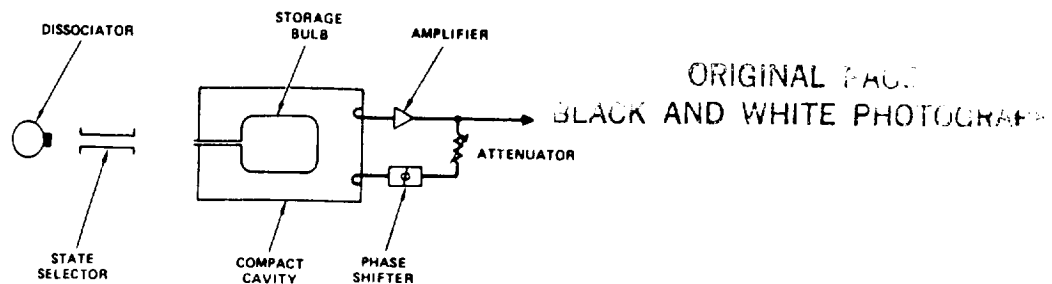 DISSOCIATOR
STORAGE
BULB
AMPLIFIER
ORIGINAL
BLACK AND WHITE
ATTENUATOR
STATE
SELECTOR
COMPACT
CAVITY
PHASE
SHIFTER